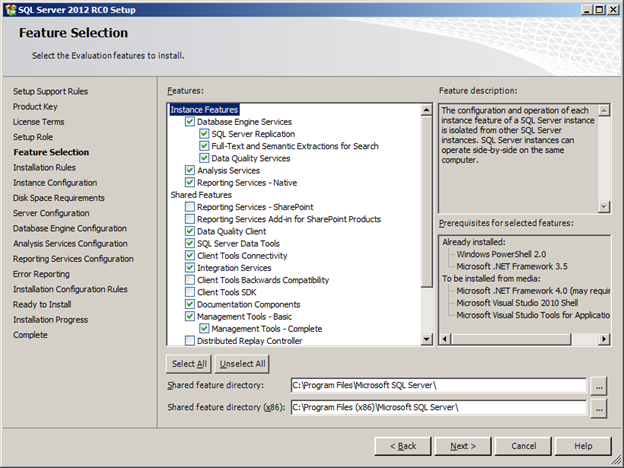 SQL Server 2012 RC0 Setup
Feature Selection
Select the Evaluation features to install.
Setup Support Rules
Product Key
License Terms
Setup Role
Feature Selection
Installation Rules
Instance Configuration
Disk Space Requirements
Server Configuration
Database Engine Configuration
Analysis Services Configuration
Reporting Services Configuration
Error Reporting
Installation Configuration Rules
Ready to Install
Installation Progress
Complete
Features:
Instance Features
Database Engine Services
SQL Server Replication
Full-Text and Semantic Extractions for Search
Data Quality Services
Analysis Services
Reporting Services - Native
Shared Features
Reporting Services - SharePoint
Reporting Services Add-in for SharePoint Products
Data Quality Client
SQL Server Data Tools
Client Tools Connectivity
Integration Services
Client Tools Backwards Compatibility
Client Tools SDK
Documentation Components
Management Tools - Basic
Management Tools - Complete
Distributed Replay Controller
Feature description:
The configuration and operation of each
instance feature of a SQL Server instance
is isolated from other SQL Server
instances. SQL Server instances can
operate side-by-side on the same
computer.
Prerequisites for selected features:
Already installed:
Windows PowerShell 2.0
Microsoft .NET Framework 3.5
To be installed from media:
Microsoft .NET Framework 4.0 (may requir
Microsoft Visual Studio 2010 Shell
Microsoft Visual Studio Tools for Applicatio
Select All
Unselect All
Shared feature directory:
C:\Program Files\Microsoft SQL Server\
...
Shared feature directory (x86):
C:\Program Files (x86)\Microsoft SQL Server\
...
< Back
Next >
Cancel
Help